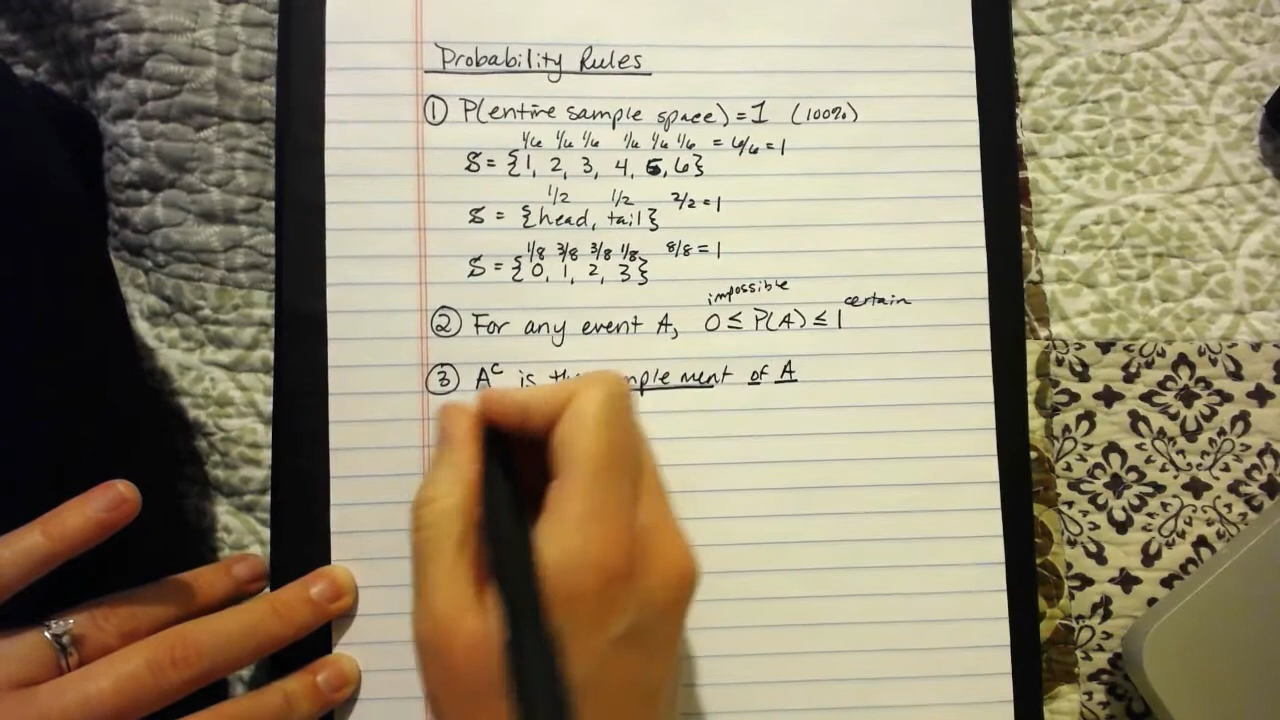 Probability Rules
① P(entire sample space) = 1 (100%)
1/6 1/6 1/6 1/6 1/6 1/6 = 6/6 = 1
S = {1, 2, 3, 4, 5, 6}
1/2 1/2 2/2 = 1
S = {head, tail}
1/8 3/8 3/8 1/8 8/8 = 1
S = {0, 1, 2, 3}
impossible certain
② For any event A, 0 ≤ P(A) ≤ 1
③ Aᶜ is of A